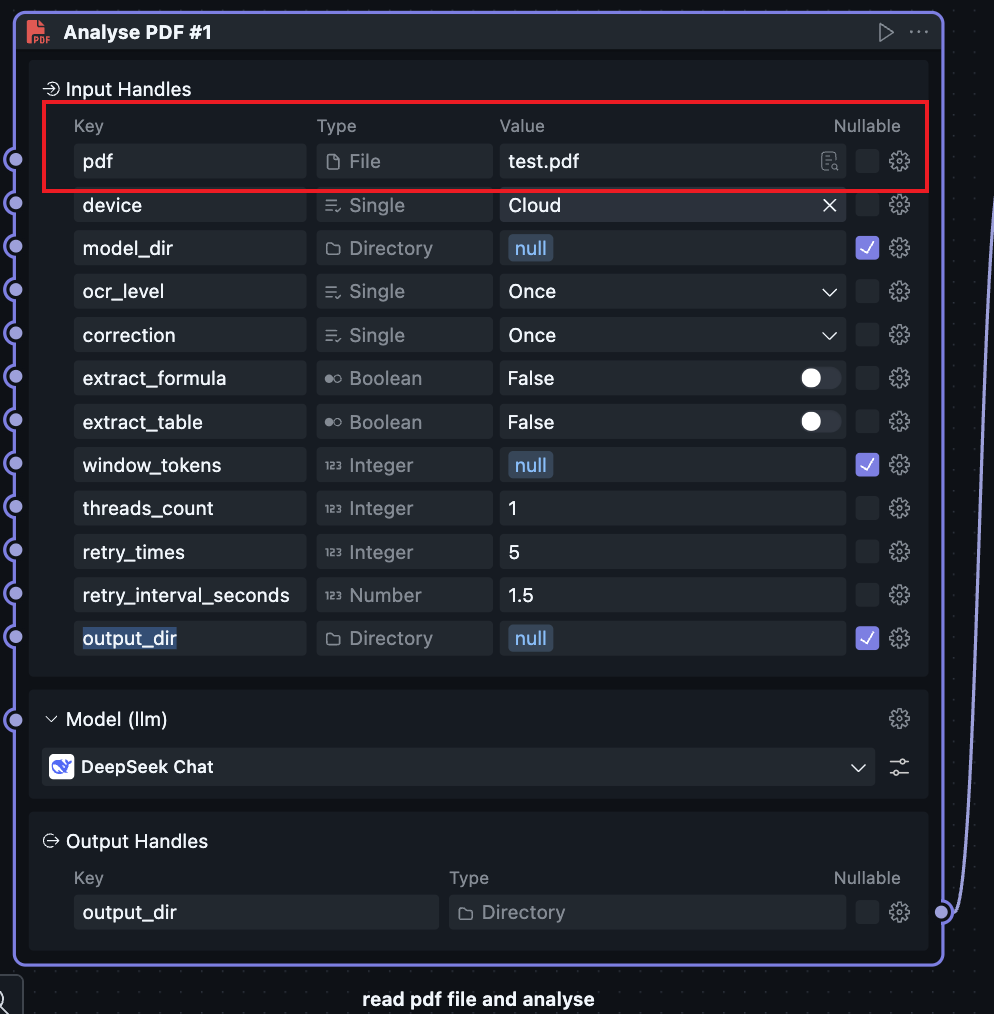 PDF Analyse PDF #1
Input Handles
Key Type Value Nullable
pdf File test.pdf
device Single Cloud
model_dir Directory null
ocr_level Single Once
correction Single Once
extract_formula Boolean False
extract_table Boolean False
window_tokens 123 Integer null
threads_count 123 Integer 1
retry_times 123 Integer 5
retry_interval_seconds 123 Number 1.5
output_dir Directory null
Model (llm)
DeepSeek Chat
Output Handles
Key Type Nullable
output_dir Directory
read pdf file and analyse